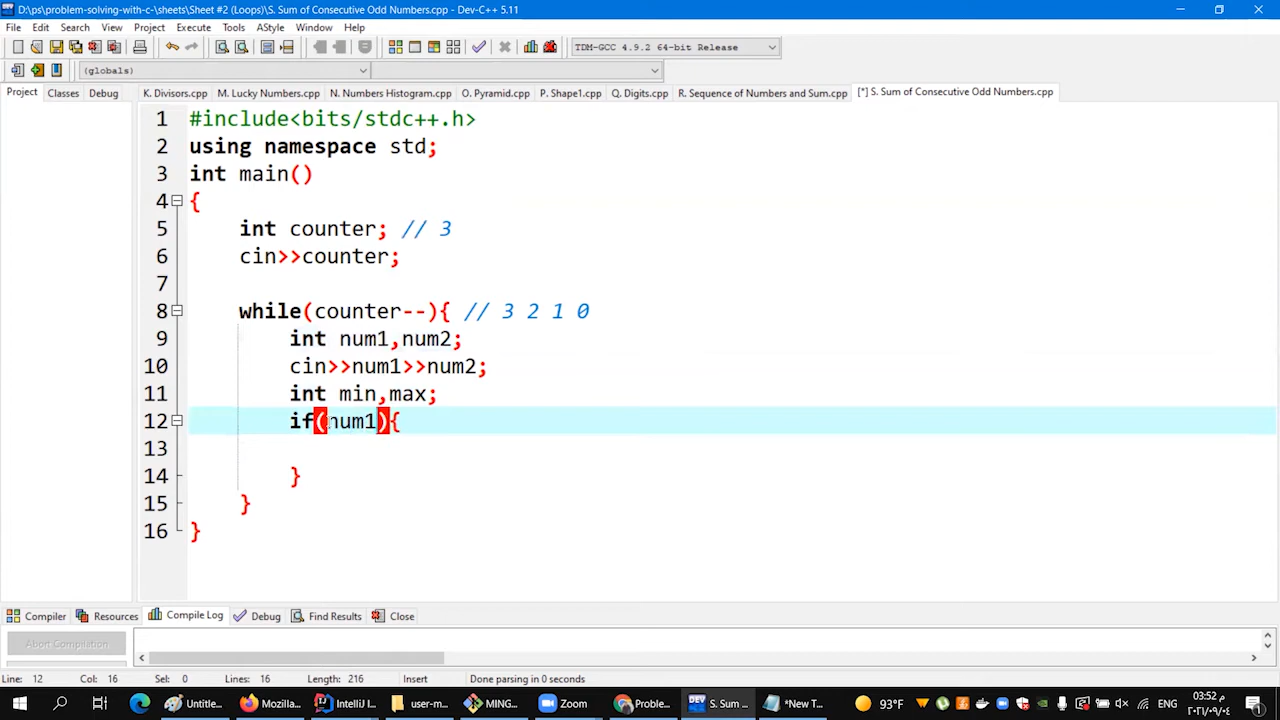 D:\ps\problem-solving-with-c-\sheets\Sheet #2 (Loops)\S. Sum of Consecutive Odd Numbers.cpp - Dev-C++ 5.11
File Edit Search View Project Execute Tools AStyle Window Help
TDM-GCC 4.9.2 64-bit Release
(globals)
Project Classes Debug K. Divisors.cpp M. Lucky Numbers.cpp N. Numbers Histogram.cpp O. Pyramid.cpp P. Shape1.cpp Q. Digits.cpp R. Sequence of Numbers and Sum.cpp [*] S. Sum of Consecutive Odd Numbers.cpp
1 #include<bits/stdc++.h>
2 using namespace std;
3 int main()
4 {
5 int counter; // 3
6 cin>>counter;
7
8 while(counter--){ // 3 2 1 0
9 int num1,num2;
10 cin>>num1>>num2;
11 int min,max;
12 if(num1){
13
14 }
15 }
16 }
Compiler Resources Compile Log Debug Find Results Close
Abort Compilation
Line: 12 Col: 16 Sel: 0 Lines: 16 Length: 216 Insert Done parsing in 0 seconds
Untitle... Mozilla... IntelliJ I... user-m... MING... Zoom Proble... DEV S. Sum ... *New T... 93°F ENG
03:52 م
٢٠٢١/٠٩/٠٤